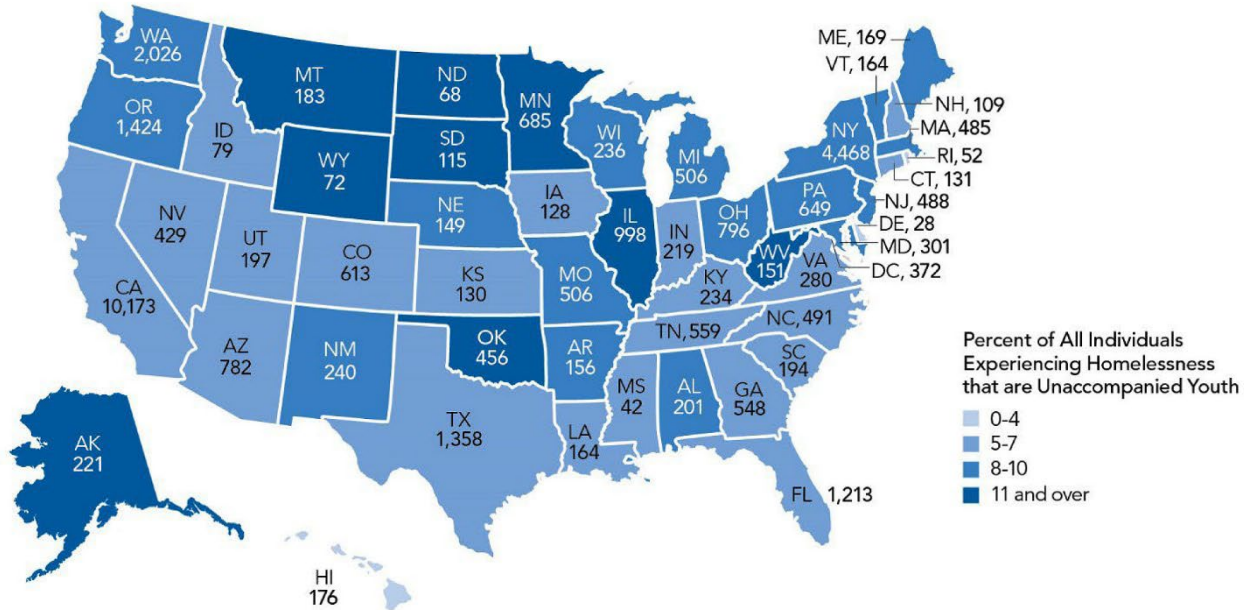 WA
2,026
OR
1,424
ID
79
MT
183
ND
68
MN
685
SD
115
WY
72
WI
236
MI
506
NY
4,468
ME, 169
VT, 164
NH, 109
MA, 485
RI, 52
CT, 131
NJ, 488
DE, 28
MD, 301
DC, 372
PA
649
NV
429
UT
197
CO
613
NE
149
IA
128
IL
998
IN
219
OH
796
WV
151
VA
280
CA
10,173
AZ
782
NM
240
KS
130
MO
506
KY
234
TN, 559
NC, 491
OK
456
AR
156
SC
194
MS
42
AL
201
GA
548
TX
1,358
LA
164
FL 1,213
AK
221
HI
176
Percent of All Individuals
Experiencing Homelessness
that are Unaccompanied Youth
0-4
5-7
8-10
11 and over